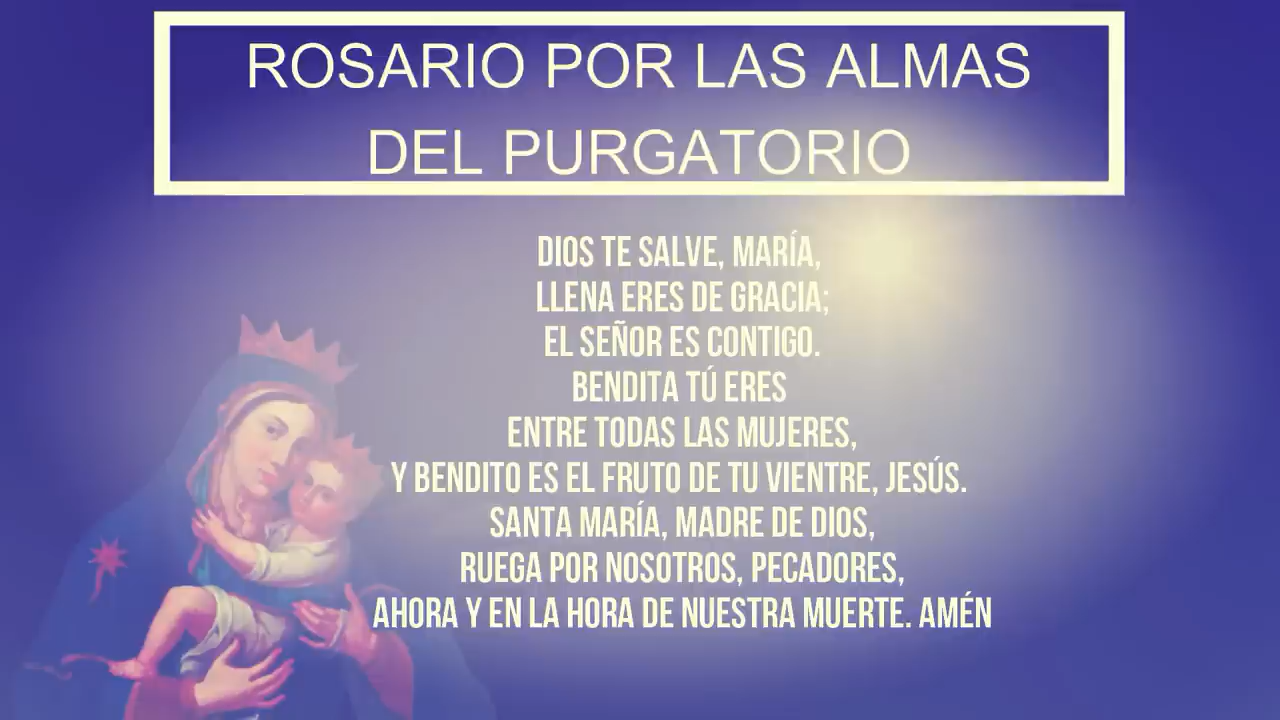 ROSARIO POR LAS ALMAS
DEL PURGATORIO
DIOS TE SALVE, MARÍA,
LLENA ERES DE GRACIA;
EL SEÑOR ES CONTIGO.
BENDITA TÚ ERES
ENTRE TODAS LAS MUJERES,
Y BENDITO ES EL FRUTO DE TU VIENTRE, JESÚS.
SANTA MARÍA, MADRE DE DIOS,
RUEGA POR NOSOTROS, PECADORES,
AHORA Y EN LA HORA DE NUESTRA MUERTE. AMÉN